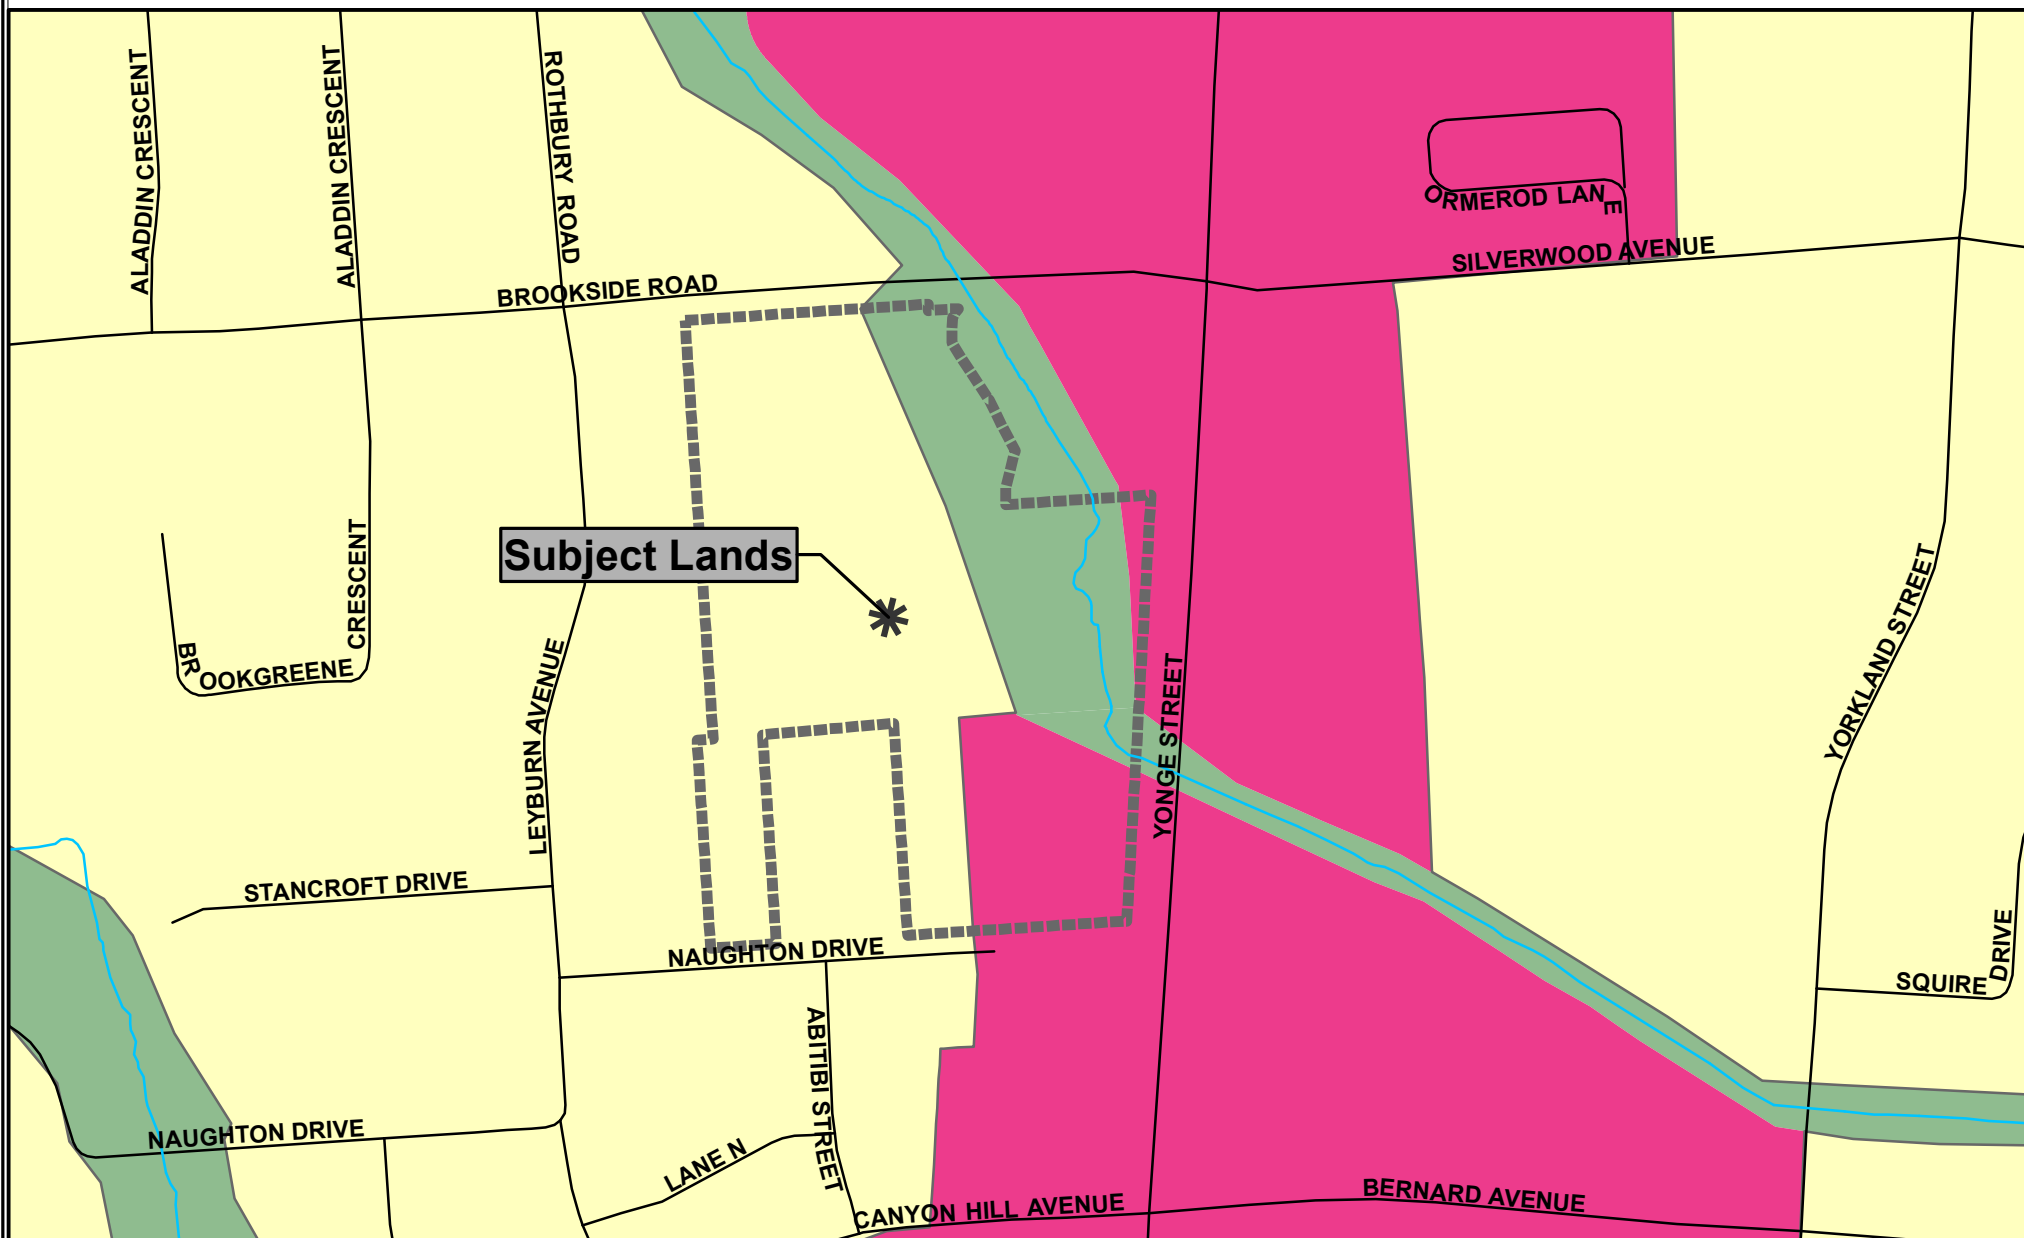 ALADDIN CRESCENT
ALADDIN CRESCENT
ROTHBURY ROAD
ORMEROD LANE
SILVERWOOD AVENUE
BROOKSIDE ROAD
Subject Lands
BROOKGREENE CRESCENT
LEYBURN AVENUE
YONGE STREET
YORKLAND STREET
STANCROFT DRIVE
NAUGHTON DRIVE
SQUIRE DRIVE
ABITIBI STREET
NAUGHTON DRIVE
LANE N
CANYON HILL AVENUE
BERNARD AVENUE